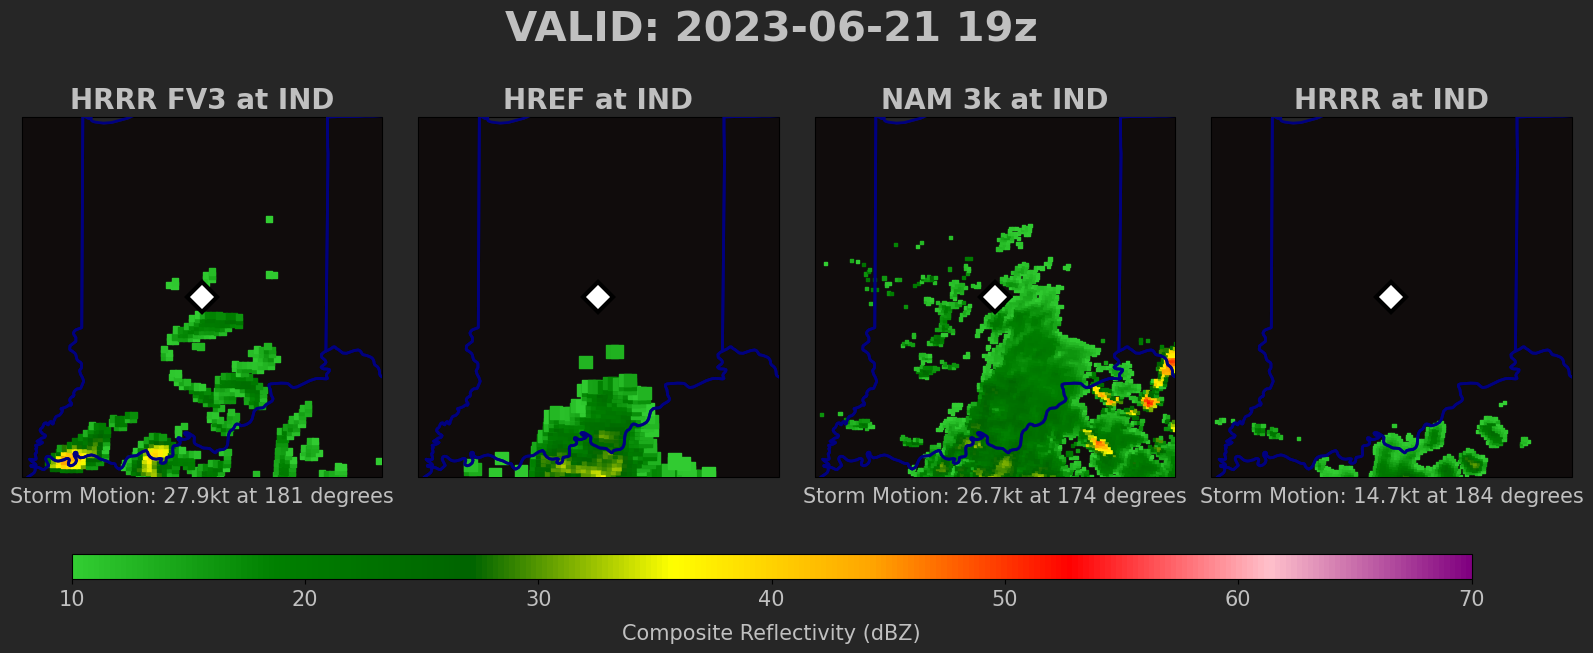 VALID: 2023-06-21 19z
HRRR FV3 at IND
HREF at IND
NAM 3k at IND
HRRR at IND
Storm Motion: 27.9kt at 181 degrees
Storm Motion: 26.7kt at 174 degrees
Storm Motion: 14.7kt at 184 degrees
10 20 30 40 50 60 70
Composite Reflectivity (dBZ)